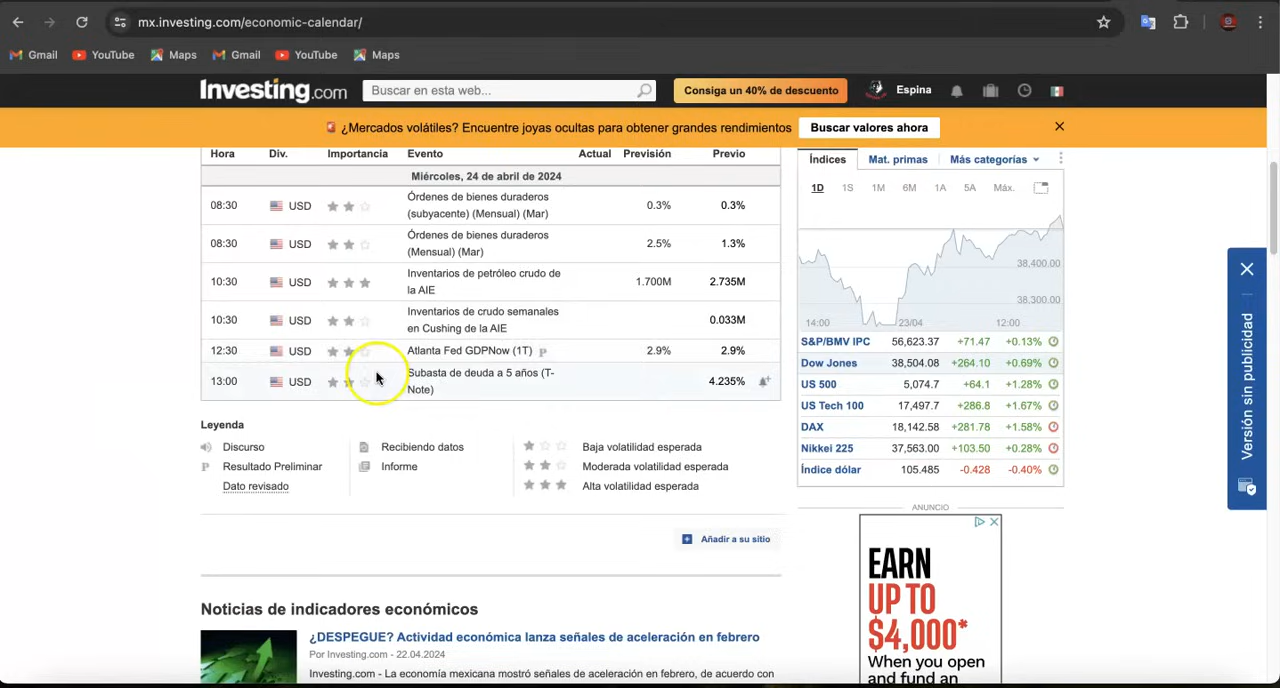 mx.investing.com/economic-calendar/
Gmail YouTube Maps Gmail YouTube Maps
Investing.com Buscar en esta web... Consiga un 40% de descuento Espina
¿Mercados volátiles? Encuentre joyas ocultas para obtener grandes rendimientos Buscar valores ahora
Hora Div. Importancia Evento Actual Previsión Previo
Miércoles, 24 de abril de 2024
08:30 USD Órdenes de bienes duraderos
(subyacente) (Mensual) (Mar) 0.3% 0.3%
08:30 USD Órdenes de bienes duraderos
(Mensual) (Mar) 2.5% 1.3%
10:30 USD Inventarios de petróleo crudo de
la AIE 1.700M 2.735M
10:30 USD Inventarios de crudo semanales
en Cushing de la AIE 0.033M
12:30 USD Atlanta Fed GDPNow (1T) P 2.9% 2.9%
13:00 USD Subasta de deuda a 5 años (T-
Note) 4.235%
Leyenda
Discurso Recibiendo datos Baja volatilidad esperada
P Resultado Preliminar Informe Moderada volatilidad esperada
Dato revisado Alta volatilidad esperada
Añadir a su sitio
Noticias de indicadores económicos
¿DESPEGUE? Actividad económica lanza señales de aceleración en febrero
Por Investing.com - 22.04.2024
Investing.com - La economía mexicana mostró señales de aceleración en febrero, de acuerdo con
Índices Mat. primas Más categorías
1D 1S 1M 6M 1A 5A Máx.
38,400.00
38,300.00
14:00 23/04 12:00
S&P/BMV IPC 56,623.37 +71.47 +0.13%
Dow Jones 38,504.08 +264.10 +0.69%
US 500 5,074.7 +64.1 +1.28%
US Tech 100 17,497.7 +286.8 +1.67%
DAX 18,142.58 +281.78 +1.58%
Nikkei 225 37,563.00 +103.50 +0.28%
Índice dólar 105.485 -0.428 -0.40%
ANUNCIO
EARN
UP TO
$4,000*
When you open
and fund an
Versión sin publicidad